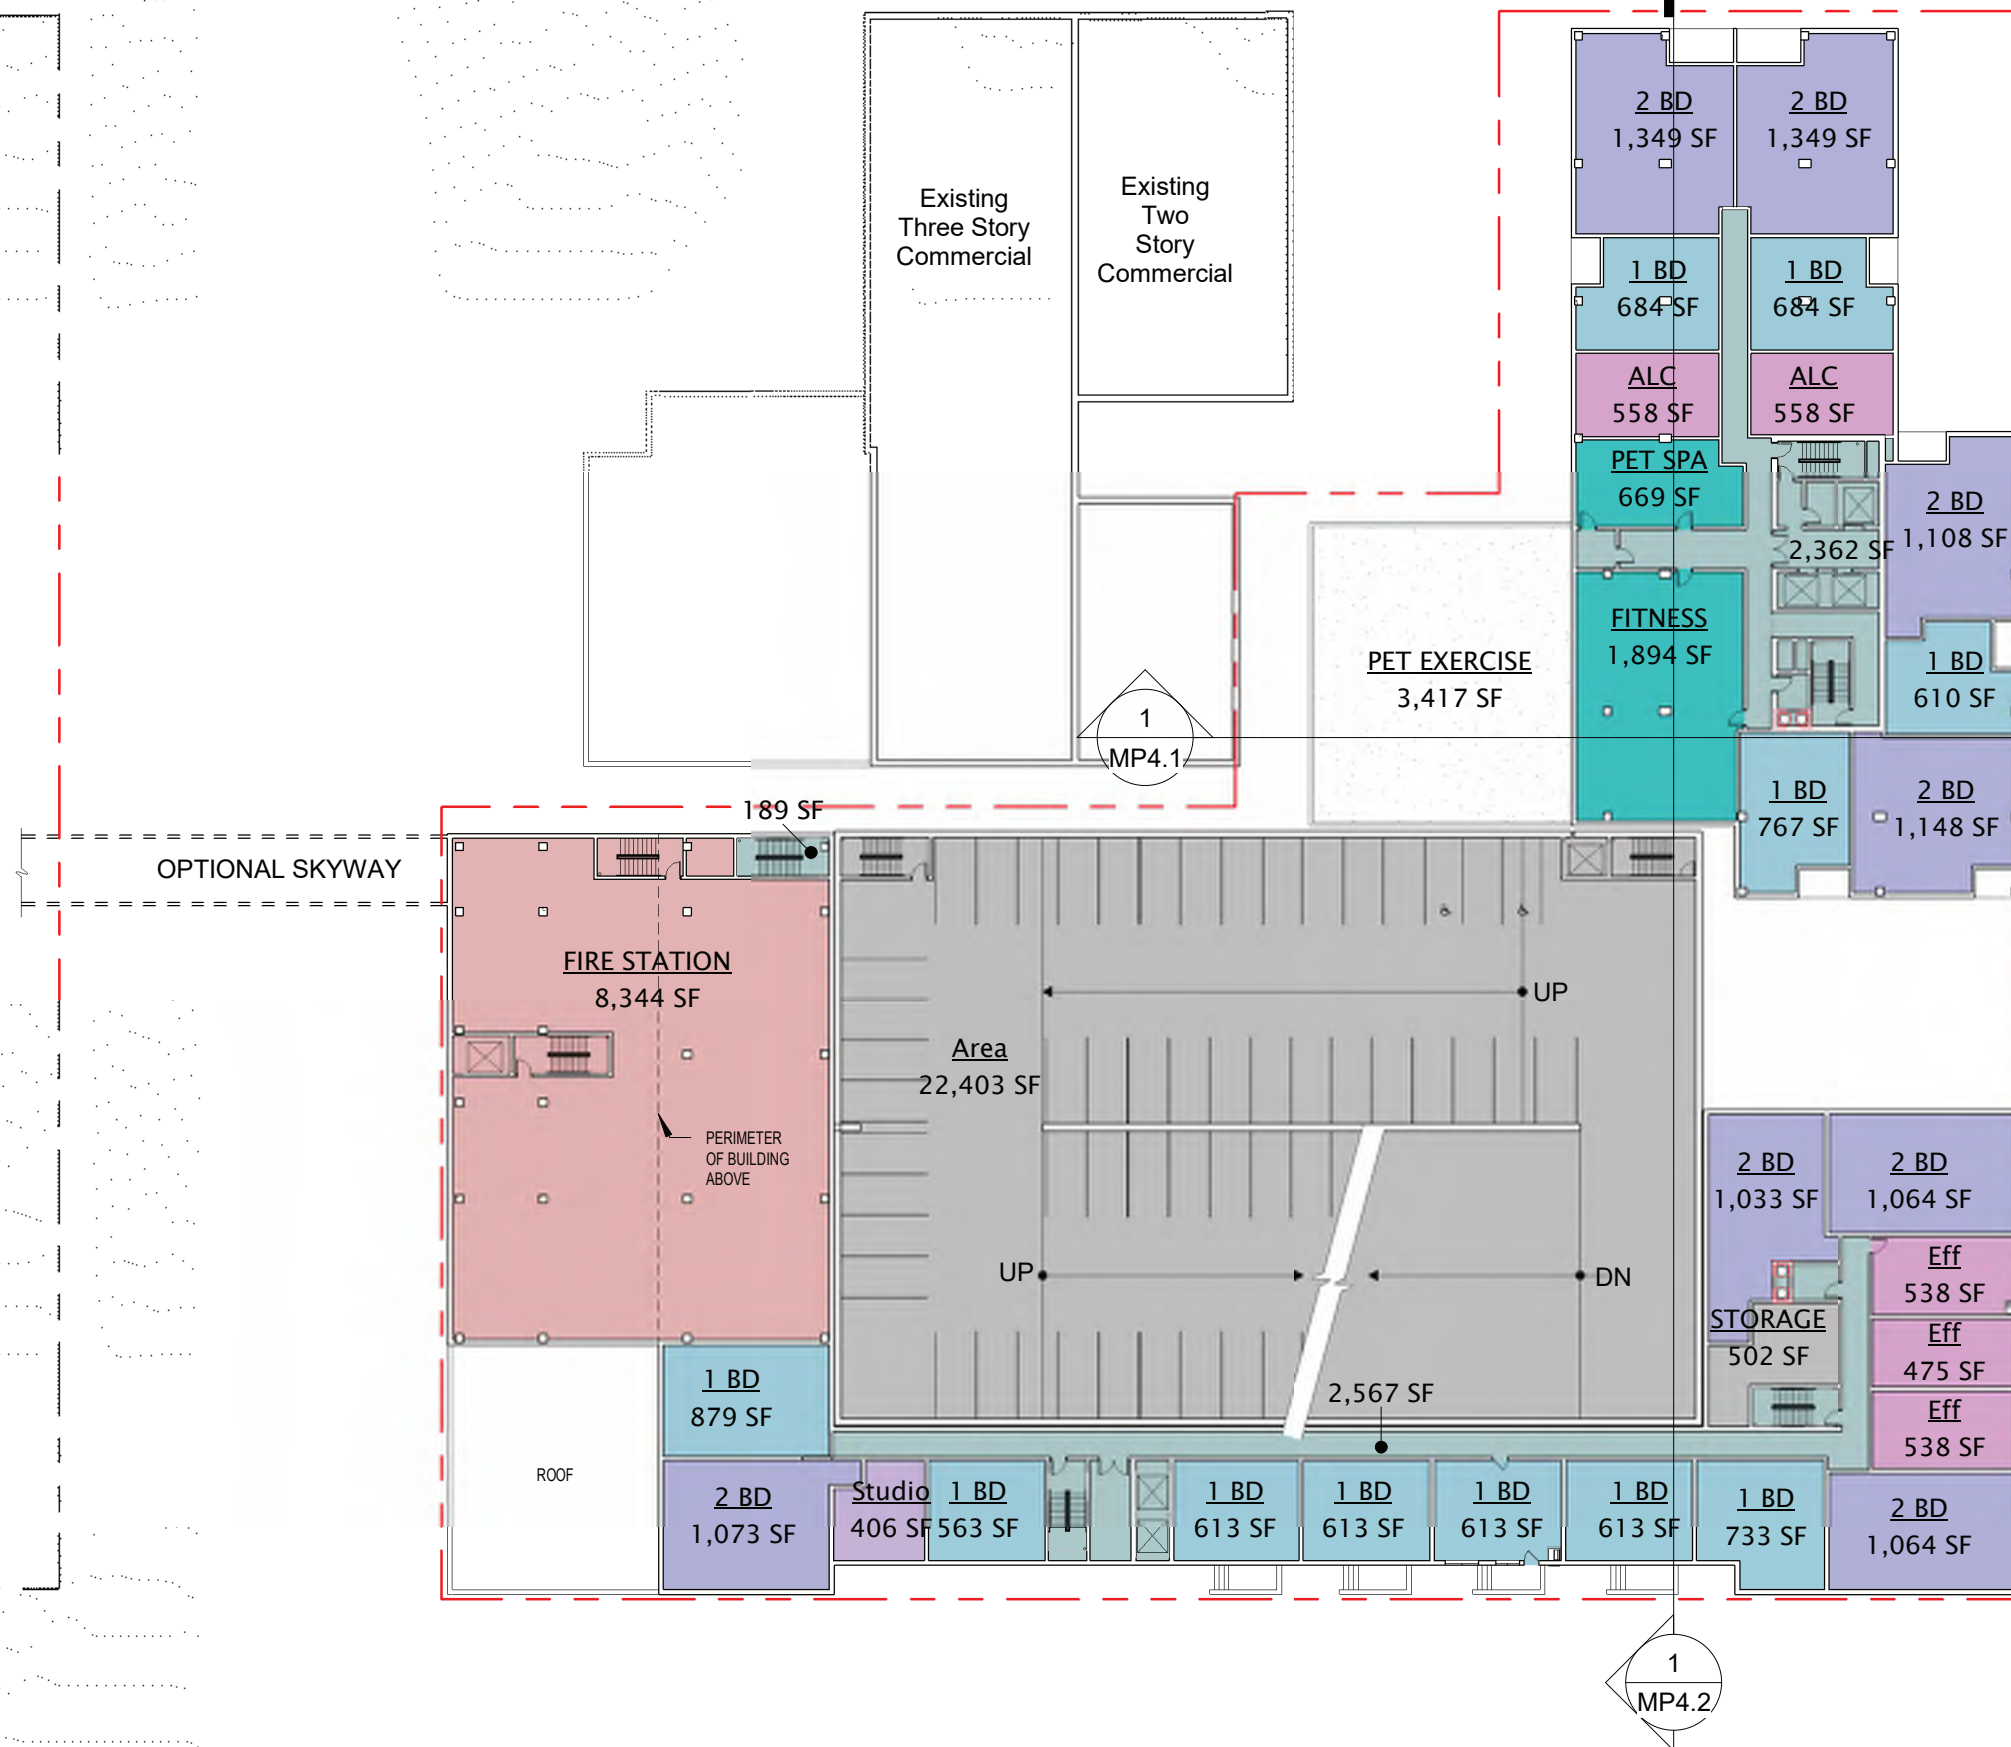 2 BD
1,349 SF
2 BD
1,349 SF
Existing
Three Story
Commercial
Existing
Two
Story
Commercial
1 BD
684 SF
1 BD
684 SF
ALC
558 SF
ALC
558 SF
PET SPA
669 SF
2 BD
1,108 SF
2,362 SF
FITNESS
1,894 SF
PET EXERCISE
3,417 SF
1 BD
610 SF
1
MP4.1
1 BD
767 SF
2 BD
1,148 SF
189 SF
OPTIONAL SKYWAY
FIRE STATION
8,344 SF
UP
Area
22,403 SF
PERIMETER
OF BUILDING
ABOVE
2 BD
1,033 SF
2 BD
1,064 SF
UP
DN
Eff
538 SF
STORAGE
502 SF
Eff
475 SF
1 BD
879 SF
2,567 SF
Eff
538 SF
ROOF
2 BD
1,073 SF
Studio
406 SF
1 BD
563 SF
1 BD
613 SF
1 BD
613 SF
1 BD
613 SF
1 BD
613 SF
1 BD
733 SF
2 BD
1,064 SF
1
MP4.2